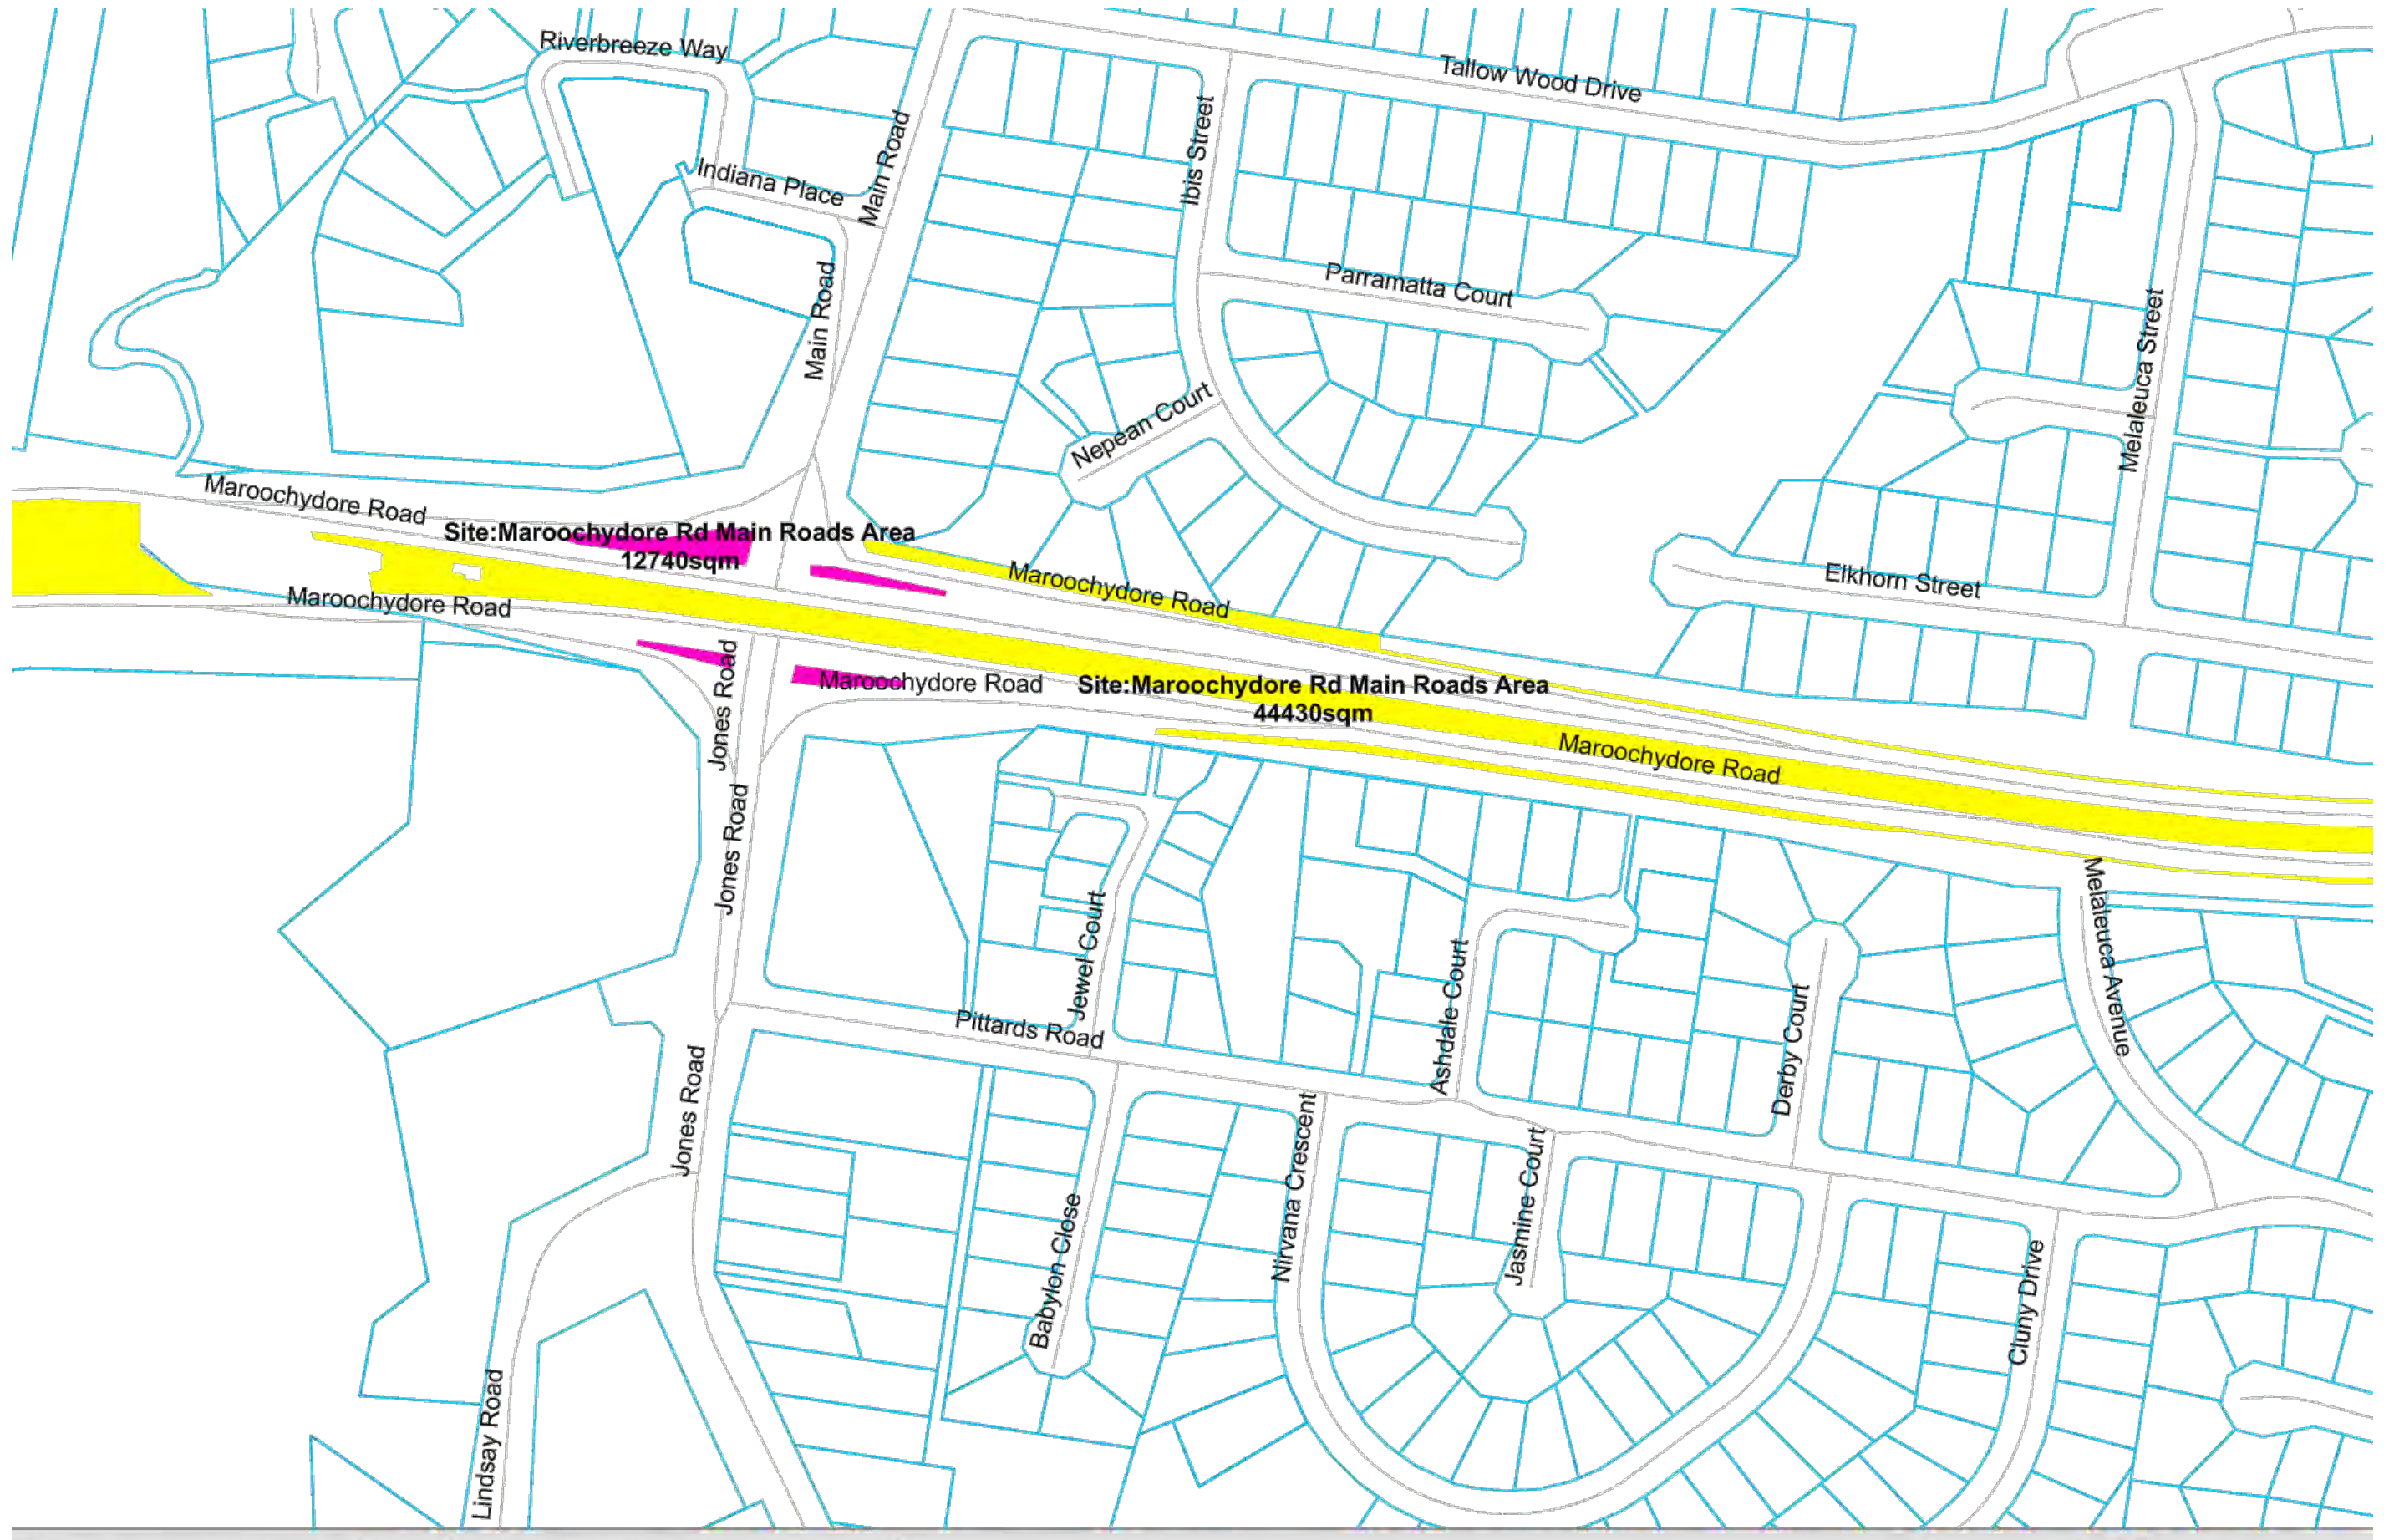 Riverbreeze Way
Tallow Wood Drive
Main Road
Ibis Street
Indiana Place
Main Road
Parramatta Court
Melaleuca Street
Nepean Court
Maroochydore Road
Site:Maroochydore Rd Main Roads Area
12740sqm
Maroochydore Road
Elkhorn Street
Maroochydore Road
Jones Road
Maroochydore Road
Site:Maroochydore Rd Main Roads Area
44430sqm
Maroochydore Road
Jones Road
Jewel Court
Melaleuca Avenue
Ashdale Court
Derby Court
Pittards Road
Jones Road
Nirvana Crescent
Jasmine Court
Babylon Close
Cluny Drive
Lindsay Road